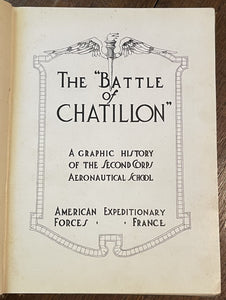 THE "BATTLE
of
CHATILLON"
A GRAPHIC HISTORY
OF THE SECOND CORPS
AERONAUTICAL SCHOOL
AMERICAN EXPEDITIONARY
FORCES · · FRANCE